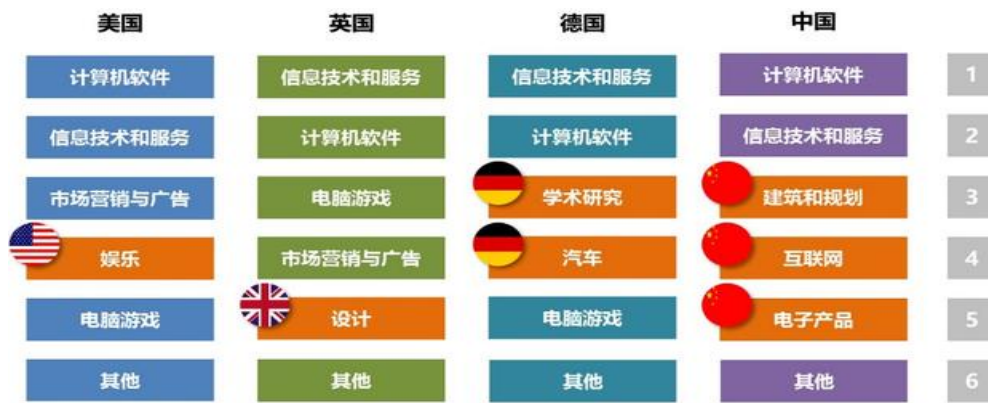 美国 英国 德国 中国
计算机软件 信息技术和服务 信息技术和服务 计算机软件 1
信息技术和服务 计算机软件 计算机软件 信息技术和服务 2
市场营销与广告 电脑游戏 学术研究 建筑和规划 3
娱乐 市场营销与广告 汽车 互联网 4
电脑游戏 设计 电脑游戏 电子产品 5
其他 其他 其他 其他 6